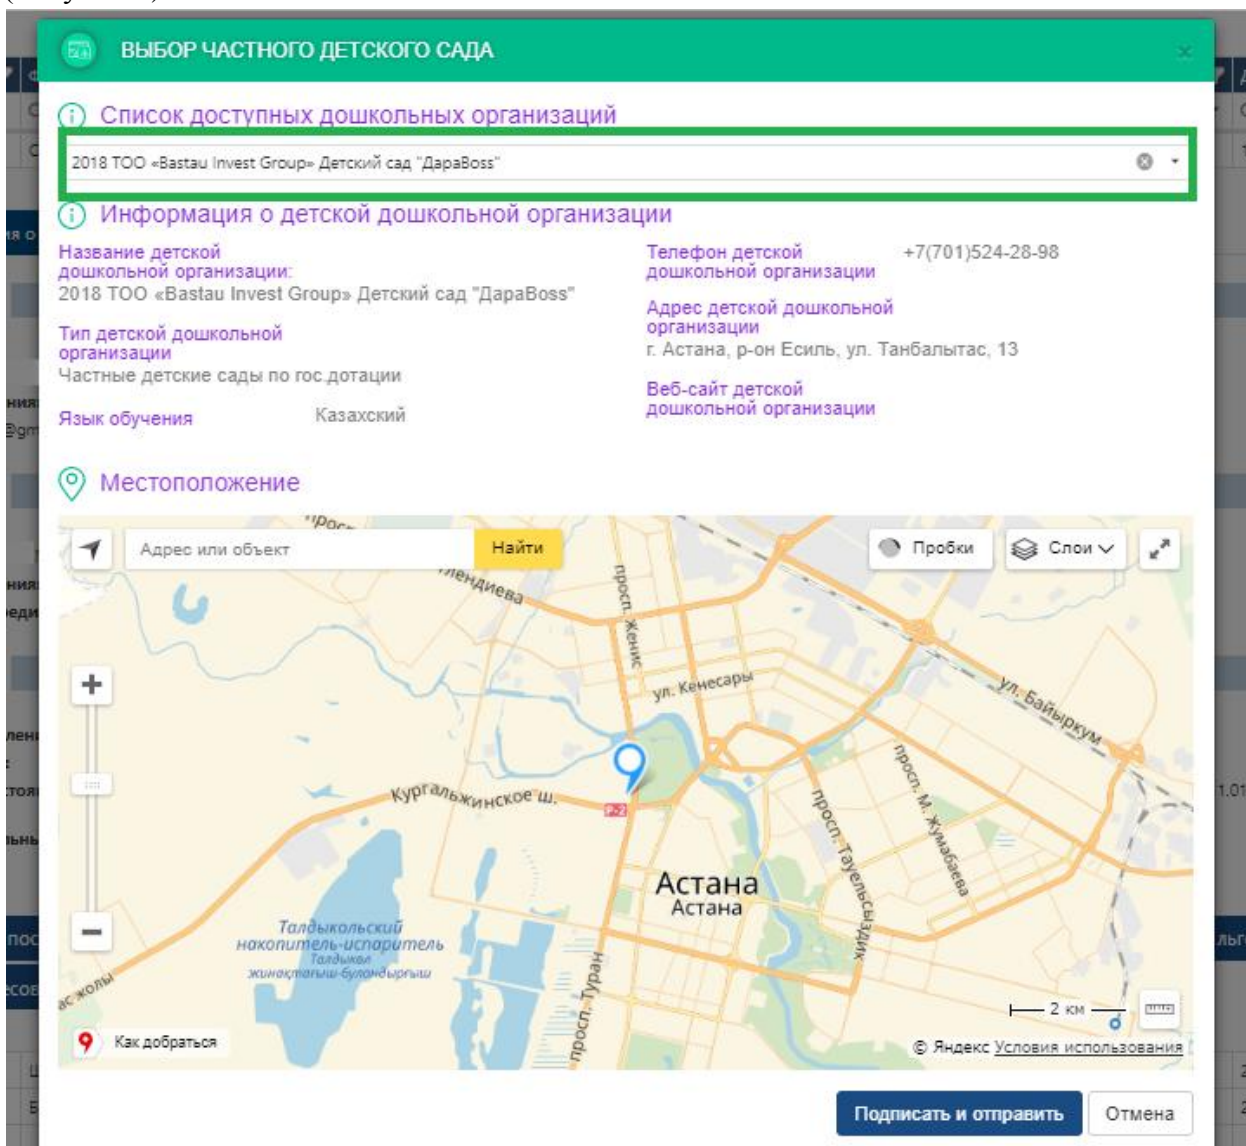 ВЫБОР ЧАСТНОГО ДЕТСКОГО САДА
Список доступных дошкольных организаций
2018 ТОО «Bastau Invest Group» Детский сад "ДараBoss"
Информация о детской дошкольной организации
Название детской
дошкольной организации:
2018 ТОО «Bastau Invest Group» Детский сад "ДараBoss"
Тип детской дошкольной
организации
Частные детские сады по гос.дотации
Язык обучения Казахский
Телефон детской +7(701)524-28-98
дошкольной организации
Адрес детской дошкольной
организации
г. Астана, р-он Есиль, ул. Танбалытас, 13
Веб-сайт детской
дошкольной организации
Местоположение
Адрес или объект Найти Пробки Слои
просп. Женис
ул. Кенесары
ул. Байыркум
просп. М. Жумабаева
Кургальжинское ш.
Р-2
просп. Тауельсыздик
Астана
Астана
Талдыкольский
накопитель-испаритель
Талдыкөл
жинақтағыш-буландырғыш
просп. Туран
2 км
Как добраться
© Яндекс Условия использования
Подписать и отправить Отмена